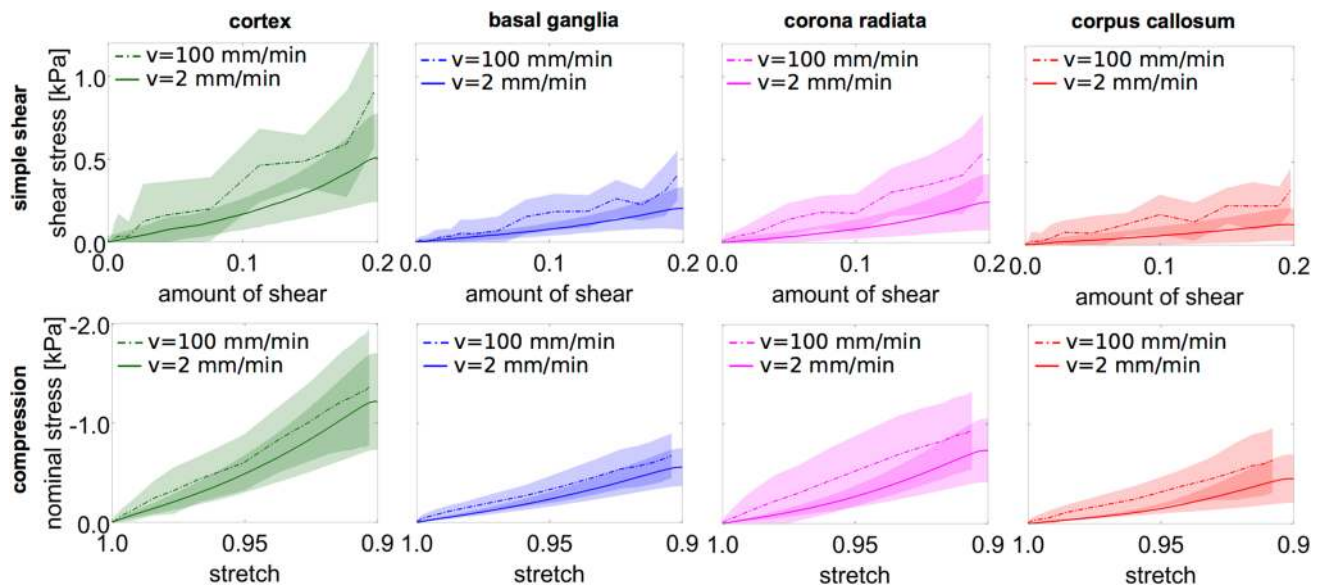 cortex
basal ganglia
corona radiata
corpus callosum
simple shear
shear stress [kPa]
1.0
0.5
0.0
v=100 mm/min
v=2 mm/min
v=100 mm/min
v=2 mm/min
v=100 mm/min
v=2 mm/min
v=100 mm/min
v=2 mm/min
0.0 0.1 0.2
0.0 0.1 0.2
0.0 0.1 0.2
0.0 0.1 0.2
amount of shear
amount of shear
amount of shear
amount of shear
compression
nominal stress [kPa]
-2.0
-1.0
0.0
v=100 mm/min
v=2 mm/min
v=100 mm/min
v=2 mm/min
v=100 mm/min
v=2 mm/min
v=100 mm/min
v=2 mm/min
1.0 0.95 0.9
1.0 0.95 0.9
1.0 0.95 0.9
1.0 0.95 0.9
stretch
stretch
stretch
stretch